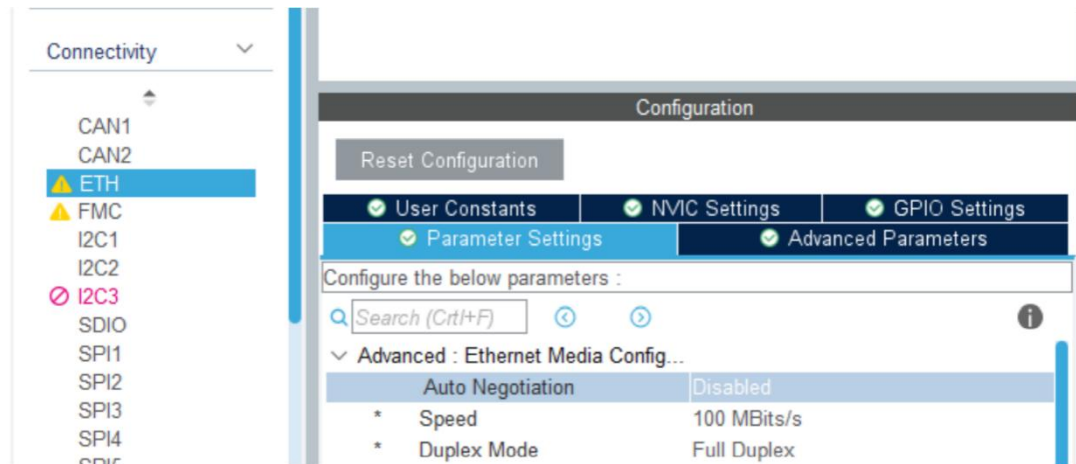 Connectivity
CAN1
CAN2
ETH
FMC
I2C1
I2C2
I2C3
SDIO
SPI1
SPI2
SPI3
SPI4
SPI5
Configuration
Reset Configuration
User Constants NVIC Settings GPIO Settings
Parameter Settings Advanced Parameters
Configure the below parameters :
Search (Crtl+F)
Advanced : Ethernet Media Config...
Auto Negotiation Disabled
* Speed 100 MBits/s
* Duplex Mode Full Duplex